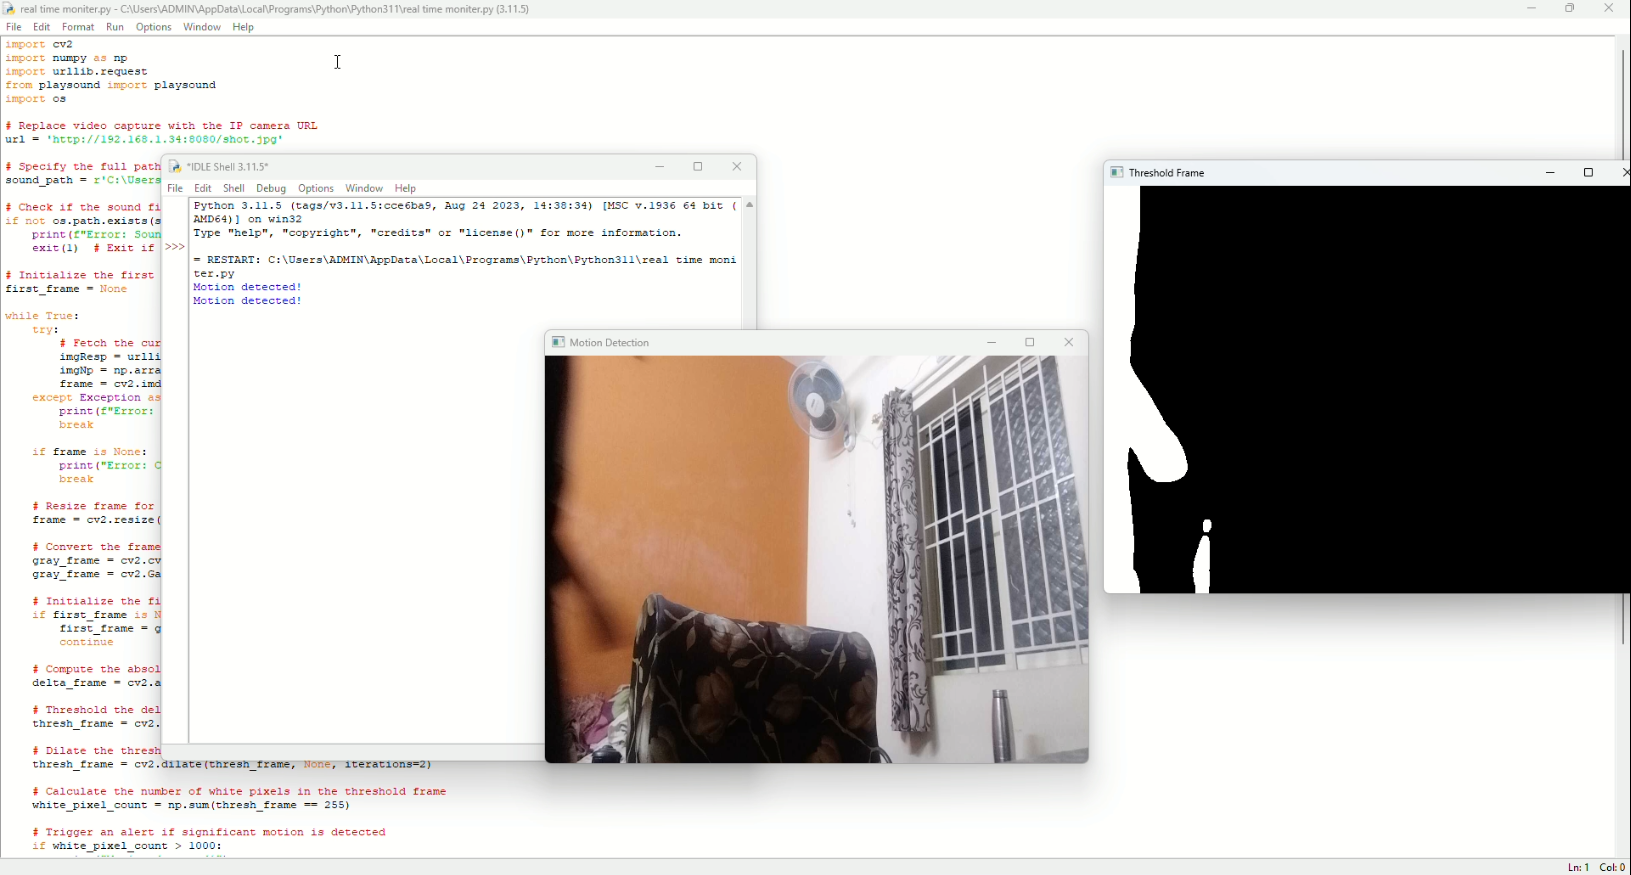 real time moniter.py - C:\Users\ADMIN\AppData\Local\Programs\Python\Python311\real time moniter.py (3.11.5)
File Edit Format Run Options Window Help
import cv2
import numpy as np
import urllib.request
from playsound import playsound
import os
# Replace video capture with the IP camera URL
url = 'http://192.168.1.34:8080/shot.jpg'
# Specify the full path
sound_path = r'C:\Users
# Check if the sound fi
if not os.path.exists(s
print(f"Error: Soun
exit(1) # Exit if
# Initialize the first
first_frame = None
while True:
try:
# Fetch the cur
imgResp = urlli
imgNp = np.arra
frame = cv2.imd
except Exception as
print(f"Error:
break
if frame is None:
print("Error: C
break
# Resize frame for
frame = cv2.resize(
# Convert the frame
gray_frame = cv2.cv
gray_frame = cv2.Ga
# Initialize the fi
if first_frame is N
first_frame = g
continue
# Compute the absol
delta_frame = cv2.a
# Threshold the del
thresh_frame = cv2.
# Dilate the thresh
thresh_frame = cv2.dilate(thresh_frame, None, iterations=2)
# Calculate the number of white pixels in the threshold frame
white_pixel_count = np.sum(thresh_frame == 255)
# Trigger an alert if significant motion is detected
if white_pixel_count > 1000:
*IDLE Shell 3.11.5*
File Edit Shell Debug Options Window Help
Python 3.11.5 (tags/v3.11.5:cce6ba9, Aug 24 2023, 14:38:34) [MSC v.1936 64 bit (
AMD64)] on win32
Type "help", "copyright", "credits" or "license()" for more information.
>>>
= RESTART: C:\Users\ADMIN\AppData\Local\Programs\Python\Python311\real time moni
ter.py
Motion detected!
Motion detected!
Motion Detection
Threshold Frame
Ln: 1 Col: 0